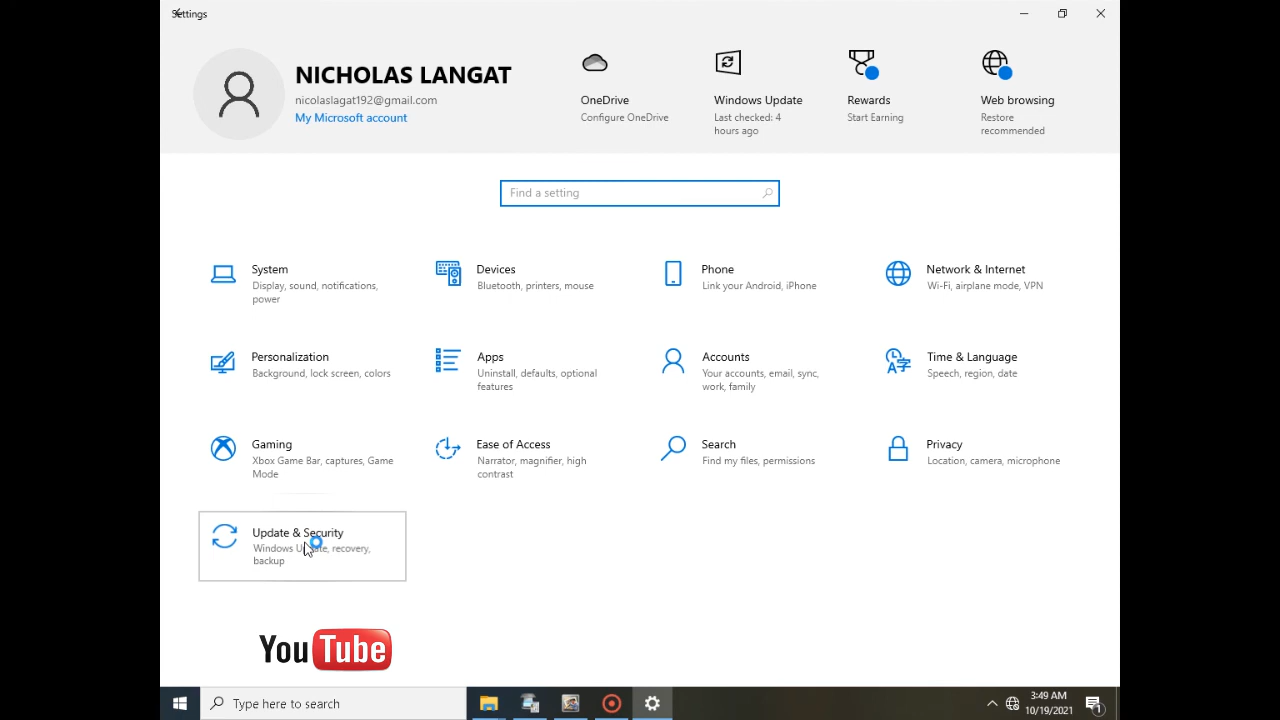 Settings
NICHOLAS LANGAT
nicolaslagat192@gmail.com
My Microsoft account
OneDrive
Configure OneDrive
Windows Update
Last checked: 4
hours ago
Rewards
Start Earning
Web browsing
Restore
recommended
Find a setting
System
Display, sound, notifications,
power
Devices
Bluetooth, printers, mouse
Phone
Link your Android, iPhone
Network & Internet
Wi-Fi, airplane mode, VPN
Personalization
Background, lock screen, colors
Apps
Uninstall, defaults, optional
features
Accounts
Your accounts, email, sync,
work, family
Time & Language
Speech, region, date
Gaming
Xbox Game Bar, captures, Game
Mode
Ease of Access
Narrator, magnifier, high
contrast
Search
Find my files, permissions
Privacy
Location, camera, microphone
Update & Security
Windows Update, recovery,
backup
YouTube
Type here to search
3:49 AM
10/19/2021
1